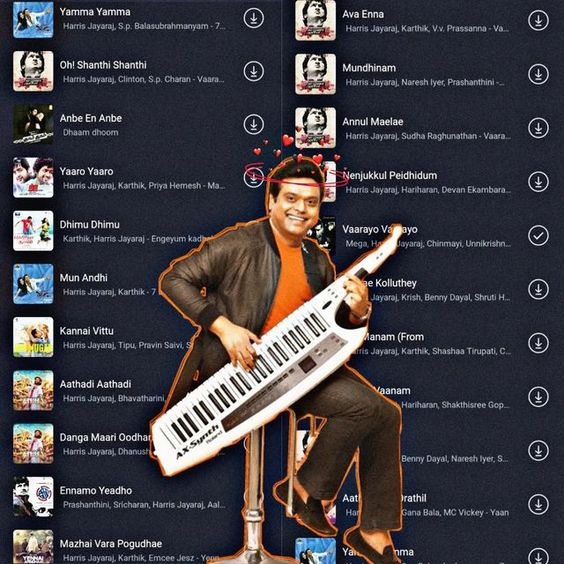 Yamma Yamma
Harris Jayaraj, S.p. Balasubrahmanyam - 7...
Oh! Shanthi Shanthi
Harris Jayaraj, Clinton, S.p. Charan - Vaara...
Anbe En Anbe
Dhaam dhoom
Yaaro Yaaro
Harris Jayaraj, Karthik, Priya Hemesh - Ma...
Dhimu Dhimu
Karthik, Harris Jayaraj - Engeyum kadh
Mun Andhi
Harris Jayaraj, Karthik - 7
Kannai Vittu
Harris Jayaraj, Tipu, Pravin Saivi, S
Aathadi Aathadi
Harris Jayaraj, Bhavatharini,
Danga Maari Oodhar
Harris Jayaraj, Dhanush
Ennamo Yeadho
Prashanthini, Sricharan, Harris Jayaraj, Aal...
Mazhai Vara Pogudhae
Harris Jayaraj, Karthik, Emcee Jesz - Yenn
Ava Enna
Harris Jayaraj, Karthik, V.v. Prassanna - Va...
Mundhinam
Harris Jayaraj, Naresh Iyer, Prashanthini -...
Annul Maelae
Harris Jayaraj, Sudha Raghunathan - Vaara...
Nenjukkul Peidhidum
Harris Jayaraj, Hariharan, Devan Ekambara...
Vaarayo Vaarayo
Mega, Jayaraj, Chinmayi, Unnikrishn...
Kolluthey
Jayaraj, Krish, Benny Dayal, Shruti H...
Manam (From
Harris Jayaraj, Karthik, Shashaa Tirupati, C...
Vaanam
Hariharan, Shakthisree Gop...
Benny Dayal, Naresh Iyer, S...
Gana Bala, MC Vickey - Yaan
AXSynth
Roland